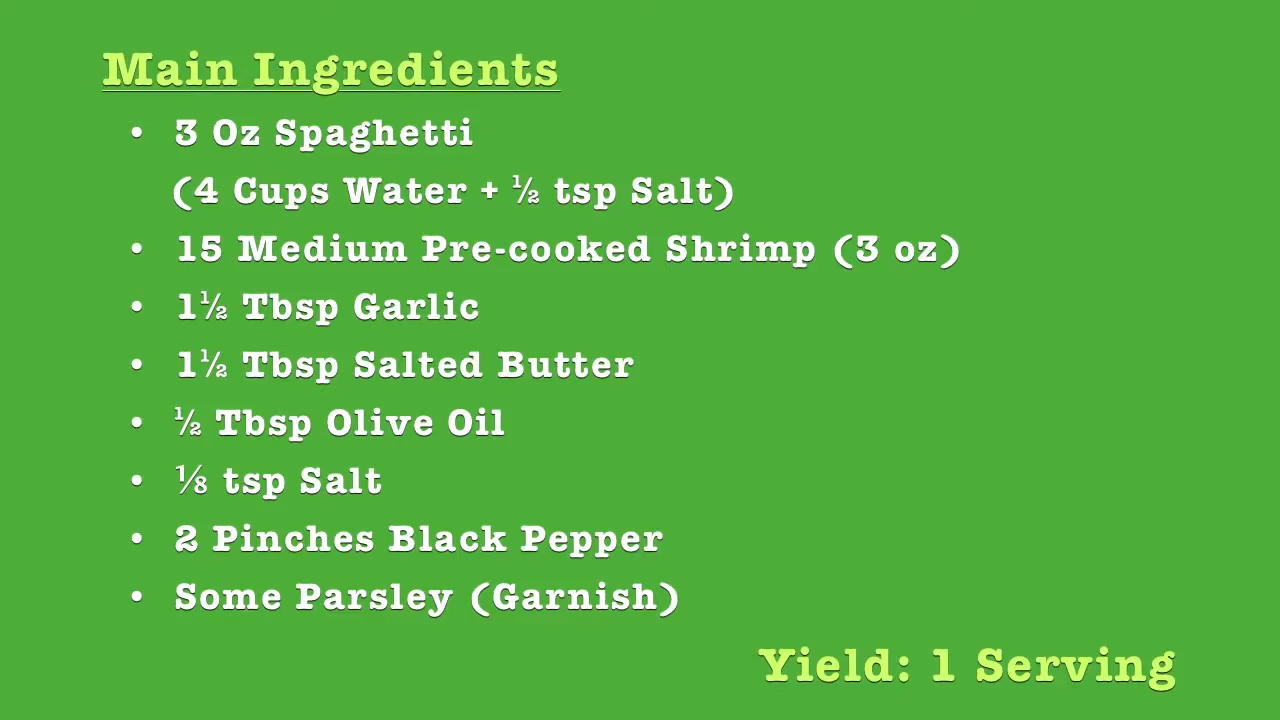 Main Ingredients
• 3 Oz Spaghetti
(4 Cups Water + ½ tsp Salt)
• 15 Medium Pre-cooked Shrimp (3 oz)
• 1½ Tbsp Garlic
• 1½ Tbsp Salted Butter
• ½ Tbsp Olive Oil
• ⅛ tsp Salt
• 2 Pinches Black Pepper
• Some Parsley (Garnish)
Yield: 1 Serving